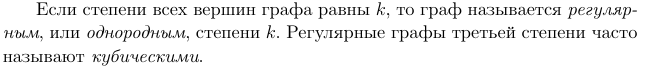 Если степени всех вершин графа равны k, то граф называется регуляр-
ным, или однородным, степени k. Регулярные графы третьей степени часто
называют кубическими.